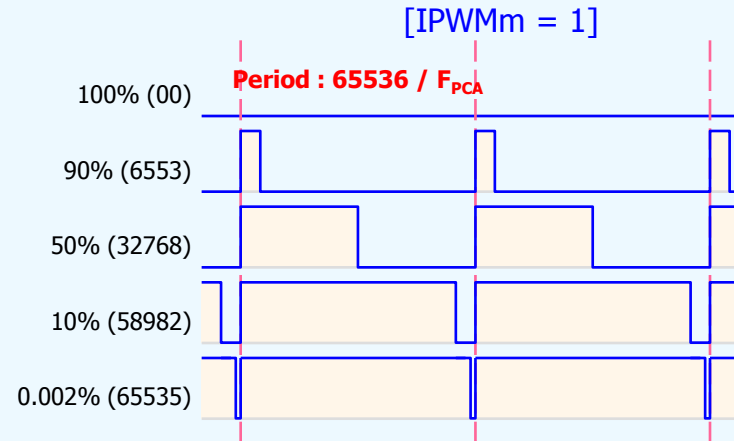 [IPWMm = 1]
Period : 65536 / FPCA
100% (00)
90% (6553)
50% (32768)
10% (58982)
0.002% (65535)